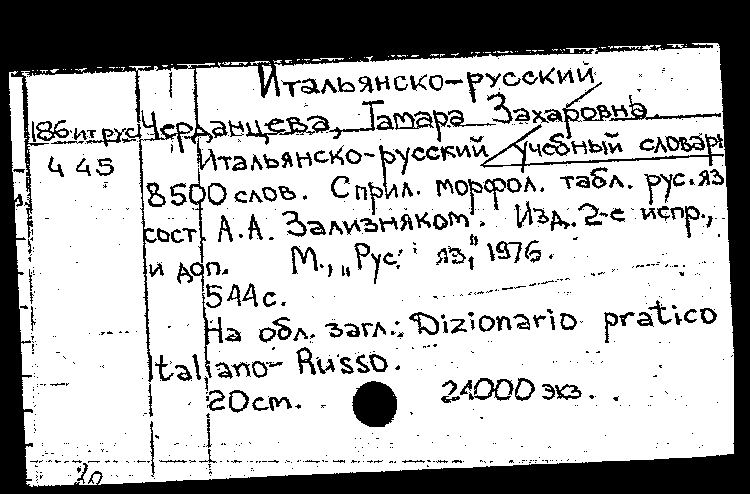 Итальянско-русский
186 ит рус Черданцева, Тамара Захаровна.
4 45 Итальянско-русский учебный словарь
8500 слов. С прил. морфол. табл. рус. яз
сост. А.А. Зализняком. Изд. 2-е испр.,
и доп. М., „Рус. яз," 1976.
544 с.
На обл. загл.: Dizionario pratico
Italiano-Russo.
20 cm. 24000 экз.